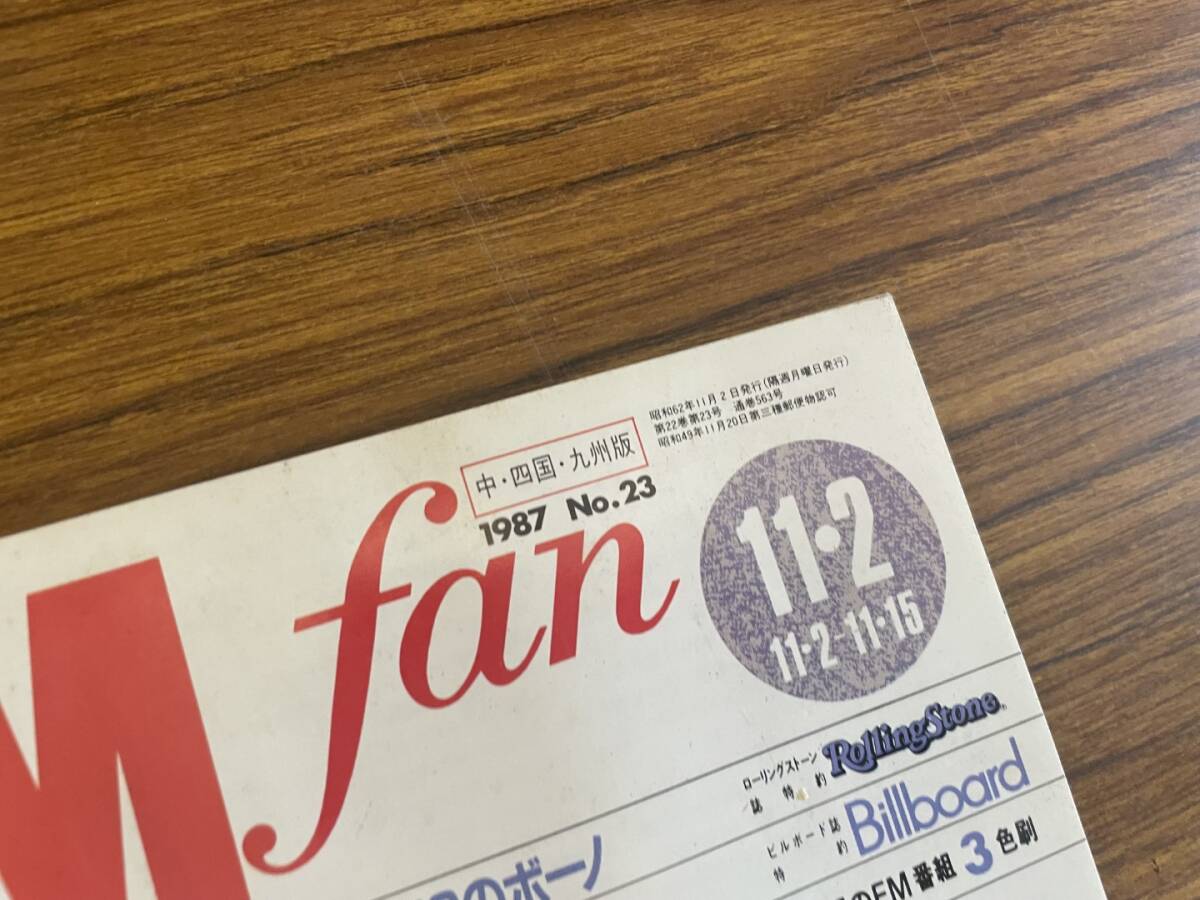 昭和62年11月2日発行(隔週月曜日発行)
第22巻第23号 通巻563号
昭和49年11月20日第三種郵便物認可
中・四国・九州版
1987 No.23
M fan
11・2
11・2-11・15
ローリングストーン
誌特約
RollingStone
ビルボード誌
特約
Billboard
のボーノ
のFM番組3色刷